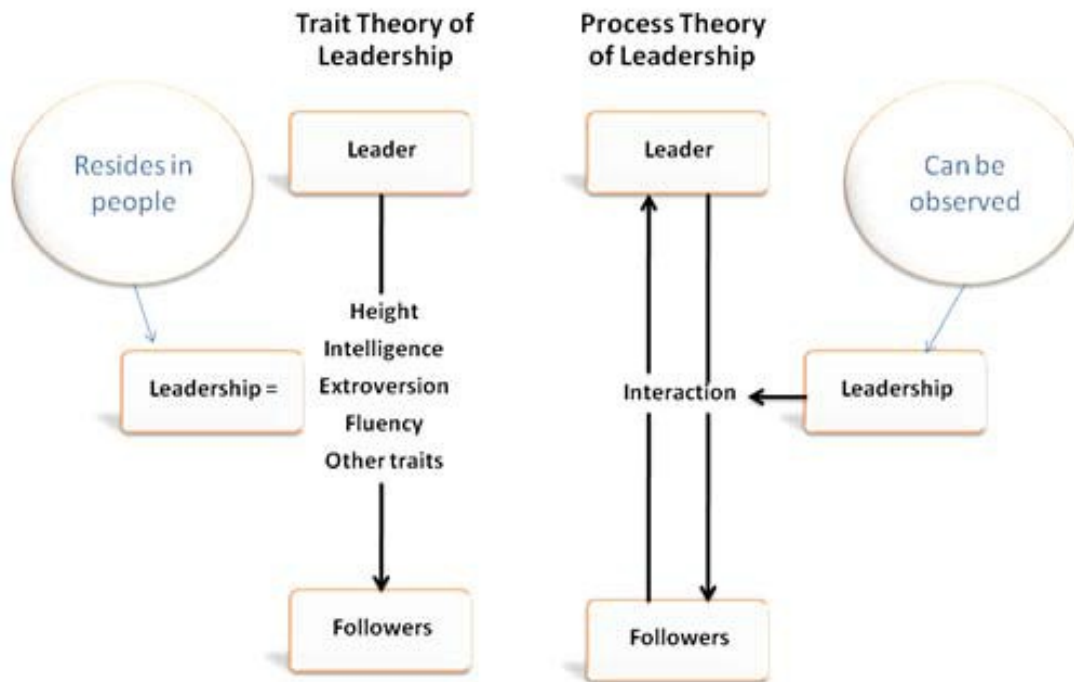 Trait Theory of
Leadership
Process Theory
of Leadership
Resides in
people
Leader
Leader
Can be
observed
Height
Intelligence
Leadership =
Extroversion
Fluency
Other traits
Interaction
Leadership
Followers
Followers